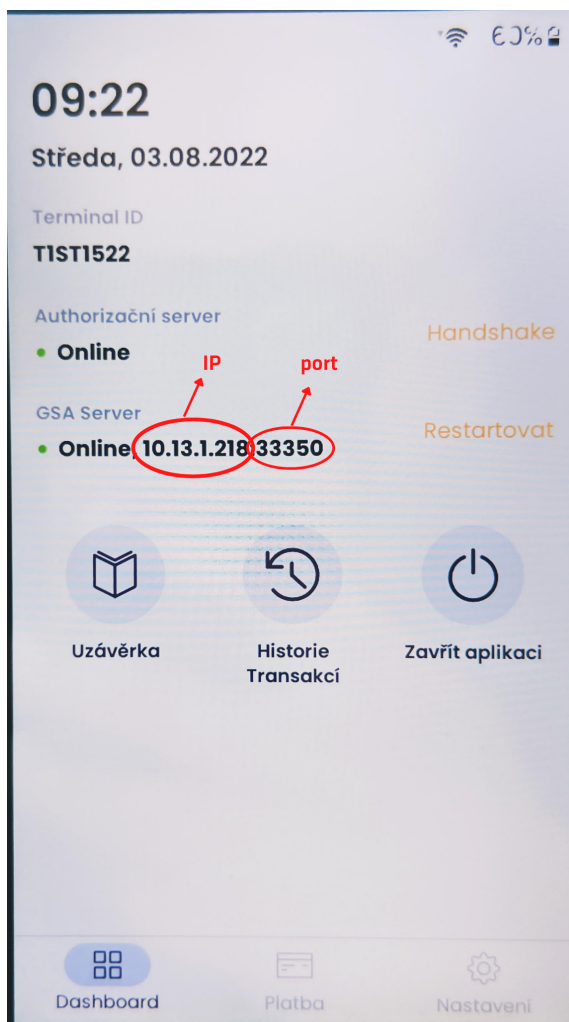 09:22
Středa, 03.08.2022
Terminal ID
T1ST1522
Authorizační server
Handshake
• Online
IP
port
GSA Server
Restartovat
• Online, 10.13.1.218:33350
Uzávěrka
Historie
Transakcí
Zavřít aplikaci
Dashboard
Platba
Nastavení